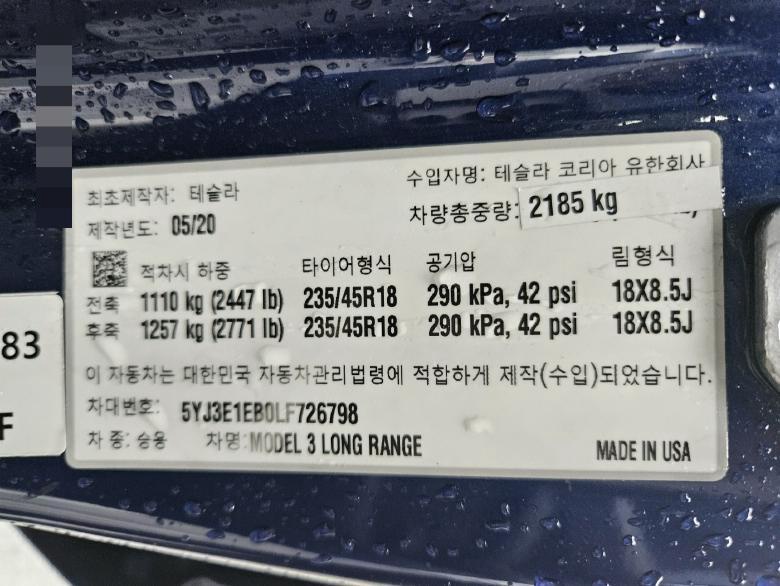 최초제작자: 테슬라
수입자명: 테슬라 코리아 유한회사
제작년도: 05/20
차량총중량: 2185 kg
적차시 하중 타이어형식 공기압 림형식
전축 1110 kg (2447 lb) 235/45R18 290 kPa, 42 psi 18X8.5J
후축 1257 kg (2771 lb) 235/45R18 290 kPa, 42 psi 18X8.5J
이 자동차는 대한민국 자동차관리법령에 적합하게 제작(수입)되었습니다.
차대번호: 5YJ3E1EB0LF726798
차 종: 승용 차명: MODEL 3 LONG RANGE
MADE IN USA
83
F